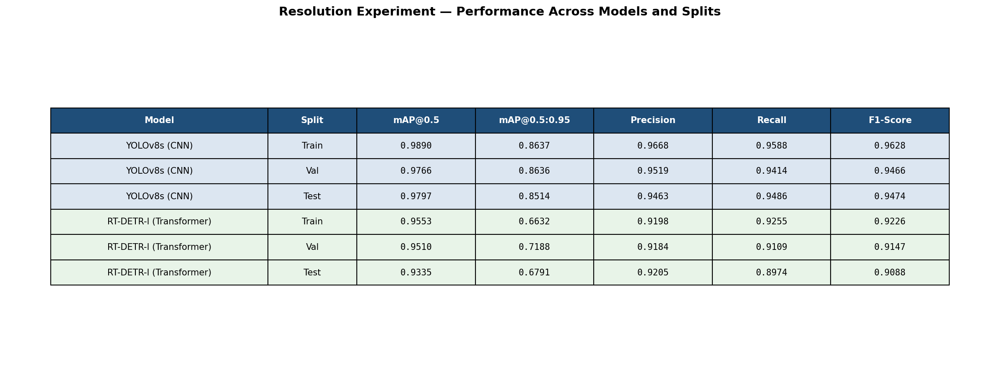 Resolution Experiment — Performance Across Models and Splits
Model Split mAP@0.5 mAP@0.5:0.95 Precision Recall F1-Score
YOLOv8s (CNN) Train 0.9890 0.8637 0.9668 0.9588 0.9628
YOLOv8s (CNN) Val 0.9766 0.8636 0.9519 0.9414 0.9466
YOLOv8s (CNN) Test 0.9797 0.8514 0.9463 0.9486 0.9474
RT-DETR-l (Transformer) Train 0.9553 0.6632 0.9198 0.9255 0.9226
RT-DETR-l (Transformer) Val 0.9510 0.7188 0.9184 0.9109 0.9147
RT-DETR-l (Transformer) Test 0.9335 0.6791 0.9205 0.8974 0.9088